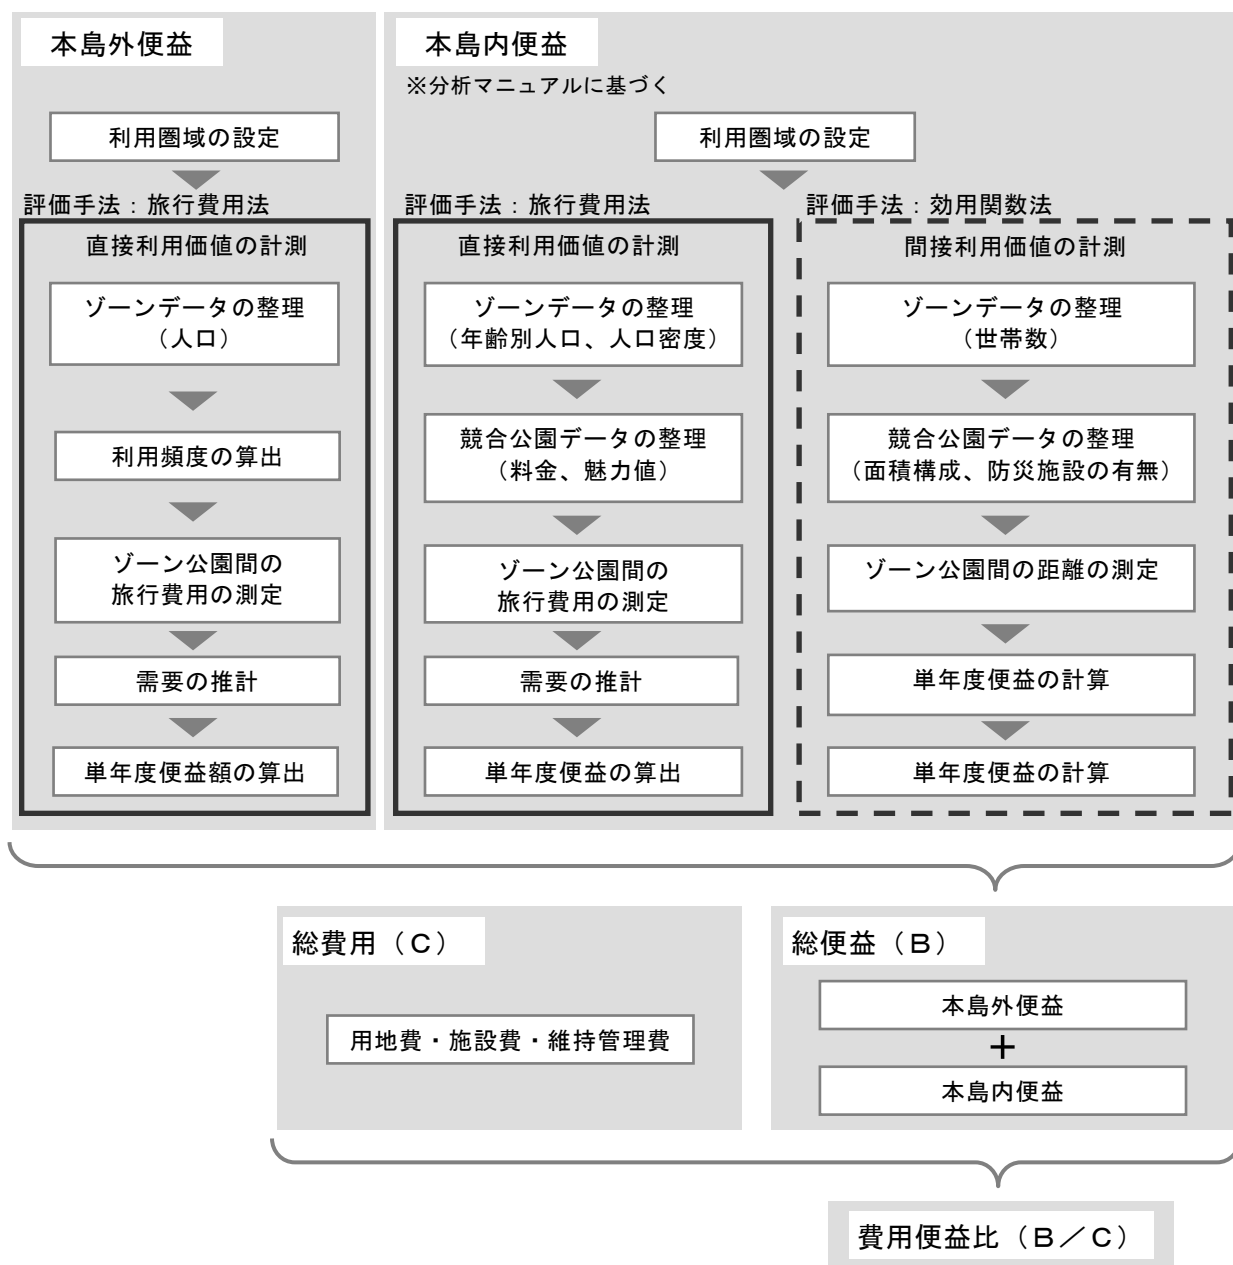 本島外便益
利用圏域の設定
評価手法：旅行費用法
直接利用価値の計測
ゾーンデータの整理
（人口）
利用頻度の算出
ゾーン公園間の
旅行費用の測定
需要の推計
単年度便益額の算出
本島内便益
※分析マニュアルに基づく
利用圏域の設定
評価手法：旅行費用法
直接利用価値の計測
ゾーンデータの整理
（年齢別人口、人口密度）
競合公園データの整理
（料金、魅力値）
ゾーン公園間の
旅行費用の測定
需要の推計
単年度便益の算出
評価手法：効用関数法
間接利用価値の計測
ゾーンデータの整理
（世帯数）
競合公園データの整理
（面積構成、防災施設の有無）
ゾーン公園間の距離の測定
単年度便益の計算
単年度便益の計算
総費用（Ｃ）
用地費・施設費・維持管理費
総便益（Ｂ）
本島外便益
＋
本島内便益
費用便益比（Ｂ／Ｃ）